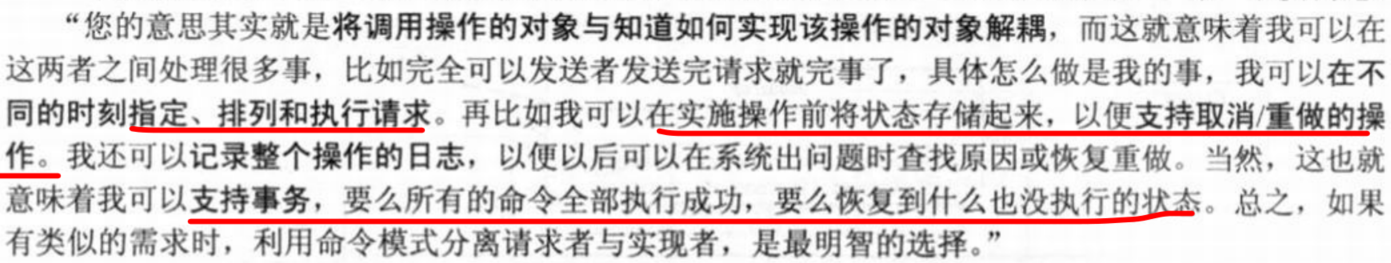 “您的意思其实就是将调用操作的对象与知道如何实现该操作的对象解耦，而这就意味着我可以在
这两者之间处理很多事，比如完全可以发送者发送完请求就完事了，具体怎么做是我的事，我可以在不
同的时刻指定、排列和执行请求。再比如我可以在实施操作前将状态存储起来，以便支持取消/重做的操
作。我还可以记录整个操作的日志，以便以后可以在系统出问题时查找原因或恢复重做。当然，这也就
意味着我可以支持事务，要么所有的命令全部执行成功，要么恢复到什么也没执行的状态。总之，如果
有类似的需求时，利用命令模式分离请求者与实现者，是最明智的选择。”